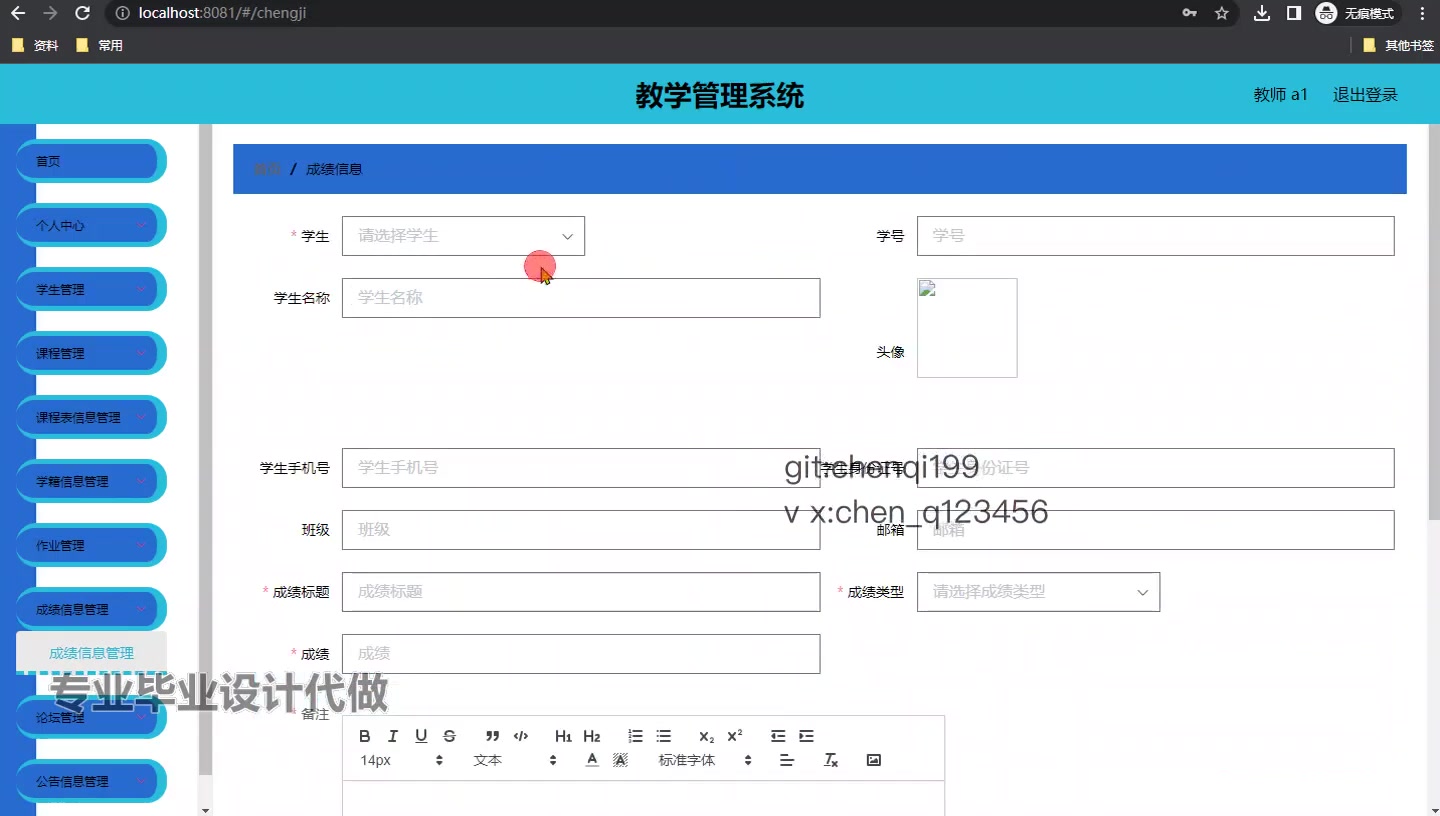 localhost:8081/#/chengji
无痕模式
资料
常用
其他书签
教学管理系统
教师 a1
退出登录
首页
个人中心
学生管理
课程管理
课程表信息管理
学籍信息管理
作业管理
成绩信息管理
成绩信息管理
论坛管理
公告信息管理
首页 / 成绩信息
* 学生 请选择学生
学号 学号
学生名称 学生名称
头像
学生手机号 学生手机号
学生身份证号 学生身份证号
班级 班级
邮箱 邮箱
* 成绩标题 成绩标题
* 成绩类型 请选择成绩类型
* 成绩 成绩
* 备注
B I U S ” </> H1 H2 X₂ X²
14px 文本 A 标准字体 Tx
git:chenqi199
v x:chen_q123456
专业毕业设计代做